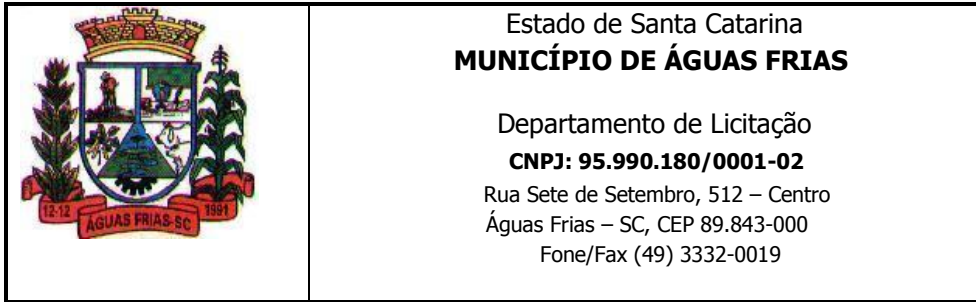 12-12
ÁGUAS FRIAS-SC
1991
Estado de Santa Catarina
MUNICÍPIO DE ÁGUAS FRIAS
Departamento de Licitação
CNPJ: 95.990.180/0001-02
Rua Sete de Setembro, 512 – Centro
Águas Frias – SC, CEP 89.843-000
Fone/Fax (49) 3332-0019